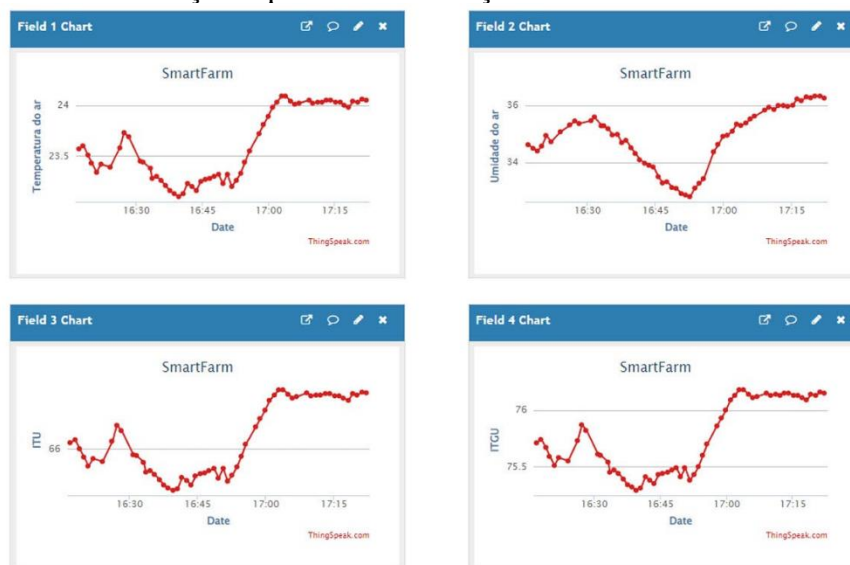 Field 1 Chart
SmartFarm
Temperatura do ar
24
23.5
16:30 16:45 17:00 17:15
Date
ThingSpeak.com
Field 2 Chart
SmartFarm
Umidade do ar
36
34
16:30 16:45 17:00 17:15
Date
ThingSpeak.com
Field 3 Chart
SmartFarm
ITU
66
16:30 16:45 17:00 17:15
Date
ThingSpeak.com
Field 4 Chart
SmartFarm
ITGU
76
75.5
16:30 16:45 17:00 17:15
Date
ThingSpeak.com